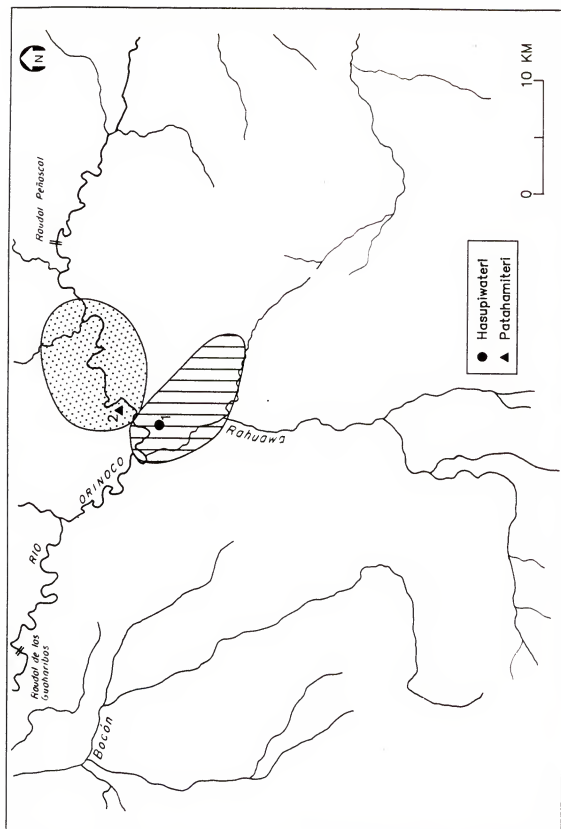 N
Raudal Peñascal
Raudal de los
Guaharibos
RIO
ORINOCO
2
1
Rahuawa
Bocón
0
10 KM
Hasupiwateri
Patahamiteri